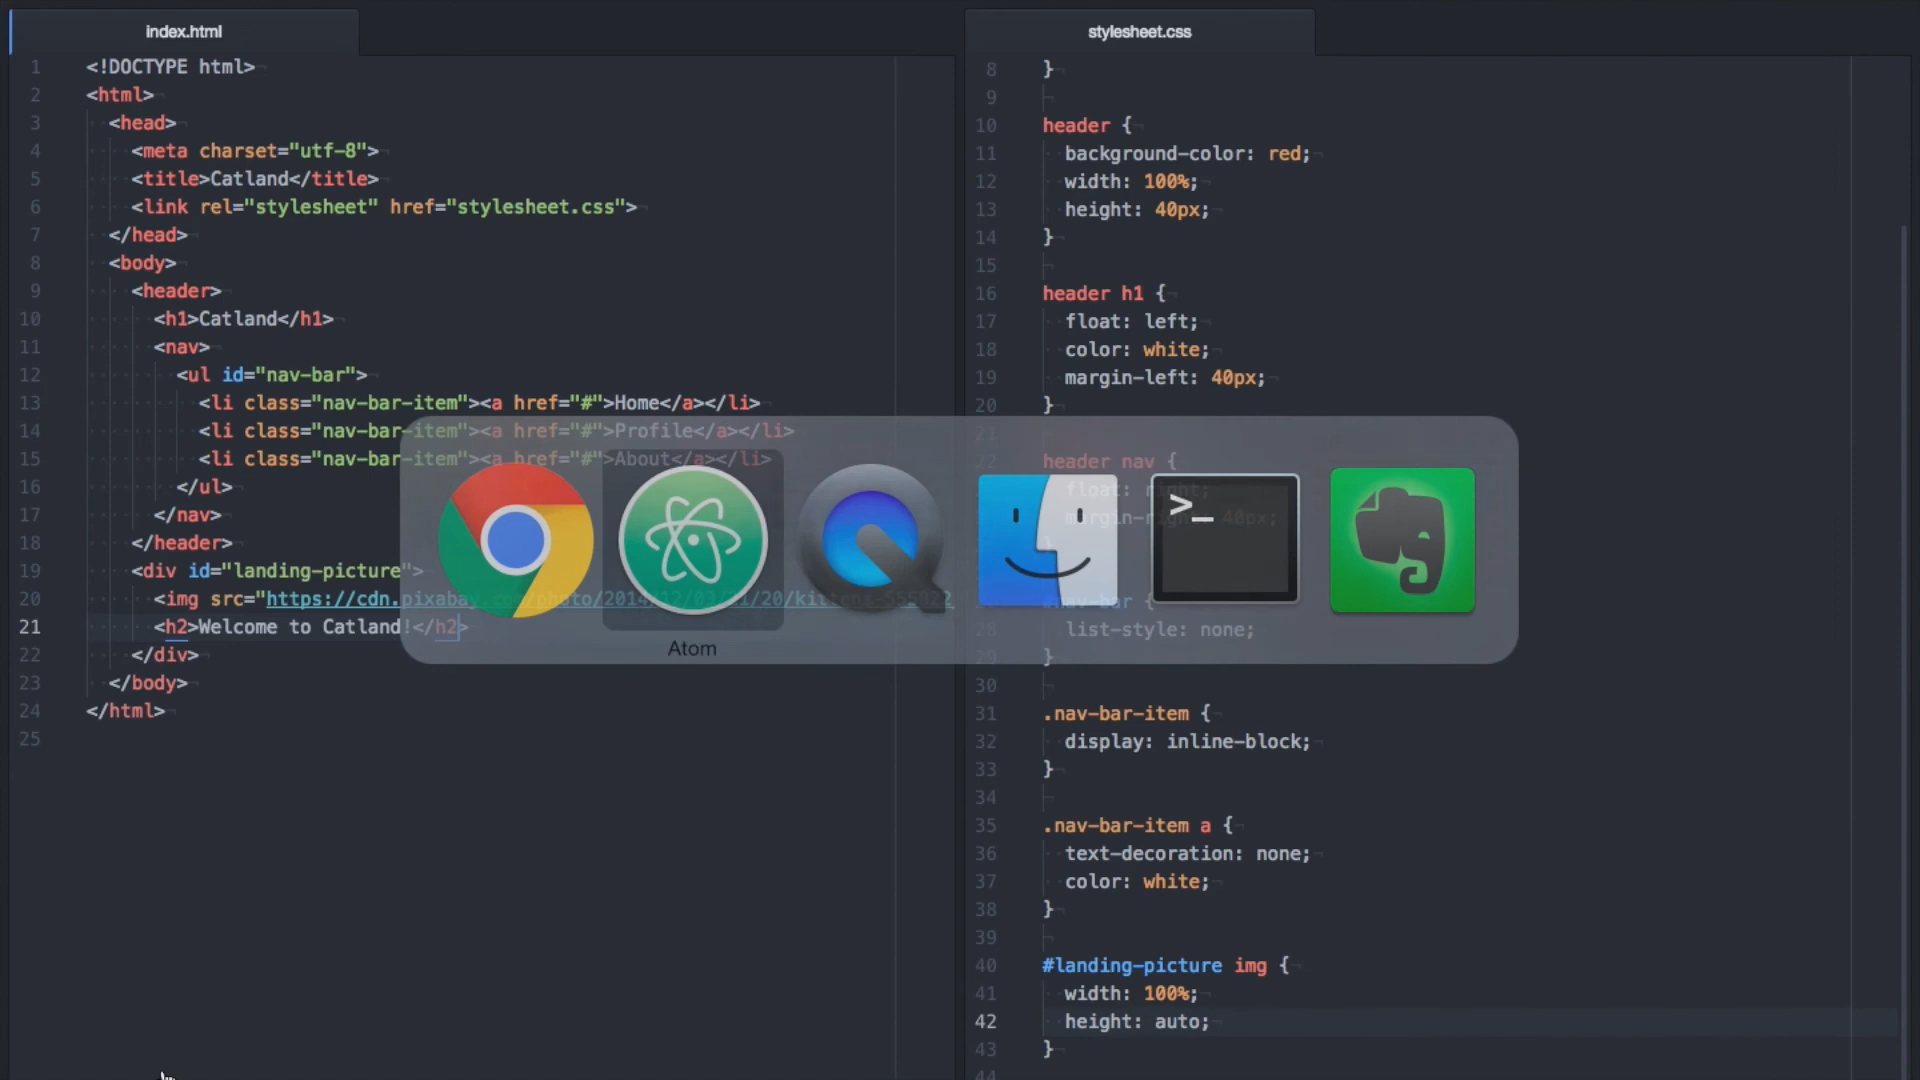 index.html
1 <!DOCTYPE html>
2 <html>
3 <head>
4 <meta charset="utf-8">
5 <title>Catland</title>
6 <link rel="stylesheet" href="stylesheet.css">
7 </head>
8 <body>
9 <header>
10 <h1>Catland</h1>
11 <nav>
12 <ul id="nav-bar">
13 <li class="nav-bar-item"><a href="#">Home</a></li>
14 <li class="nav-bar-item"><a href="#">Profile</a></li>
15 <li class="nav-bar-item"><a href="#">About</a></li>
16 </ul>
17 </nav>
18 </header>
19 <div id="landing-picture">
20 <img src="https://cdn.pixabay
21 <h2>Welcome to Catland!</h2>
22 </div>
23 </body>
24 </html>
25
stylesheet.css
8 }
9
10 header {
11 background-color: red;
12 width: 100%;
13 height: 40px;
14 }
15
16 header h1 {
17 float: left;
18 color: white;
19 margin-left: 40px;
20 }
21
header nav {
40px;
28 list-style: none;
29 }
30
31 .nav-bar-item {
32 display: inline-block;
33 }
34
35 .nav-bar-item a {
36 text-decoration: none;
37 color: white;
38 }
39
40 #landing-picture img {
41 width: 100%;
42 height: auto;
43 }
44
>_
Atom